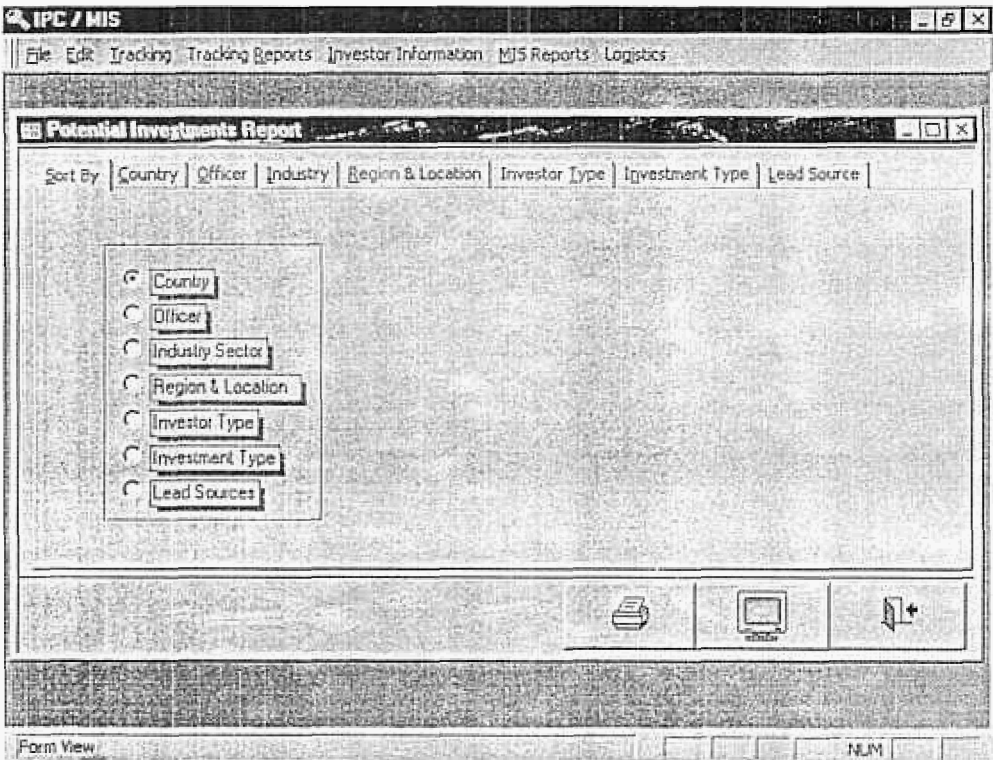 IPC / MIS
File Edit Tracking Tracking Reports Investor Information MIS Reports Logistics
Potential Investments Report
Sort By Country Officer Industry Region & Location Investor Type Investment Type Lead Source
Country
Officer
Industry Sector
Region & Location
Investor Type
Investment Type
Lead Sources
Form View NUM